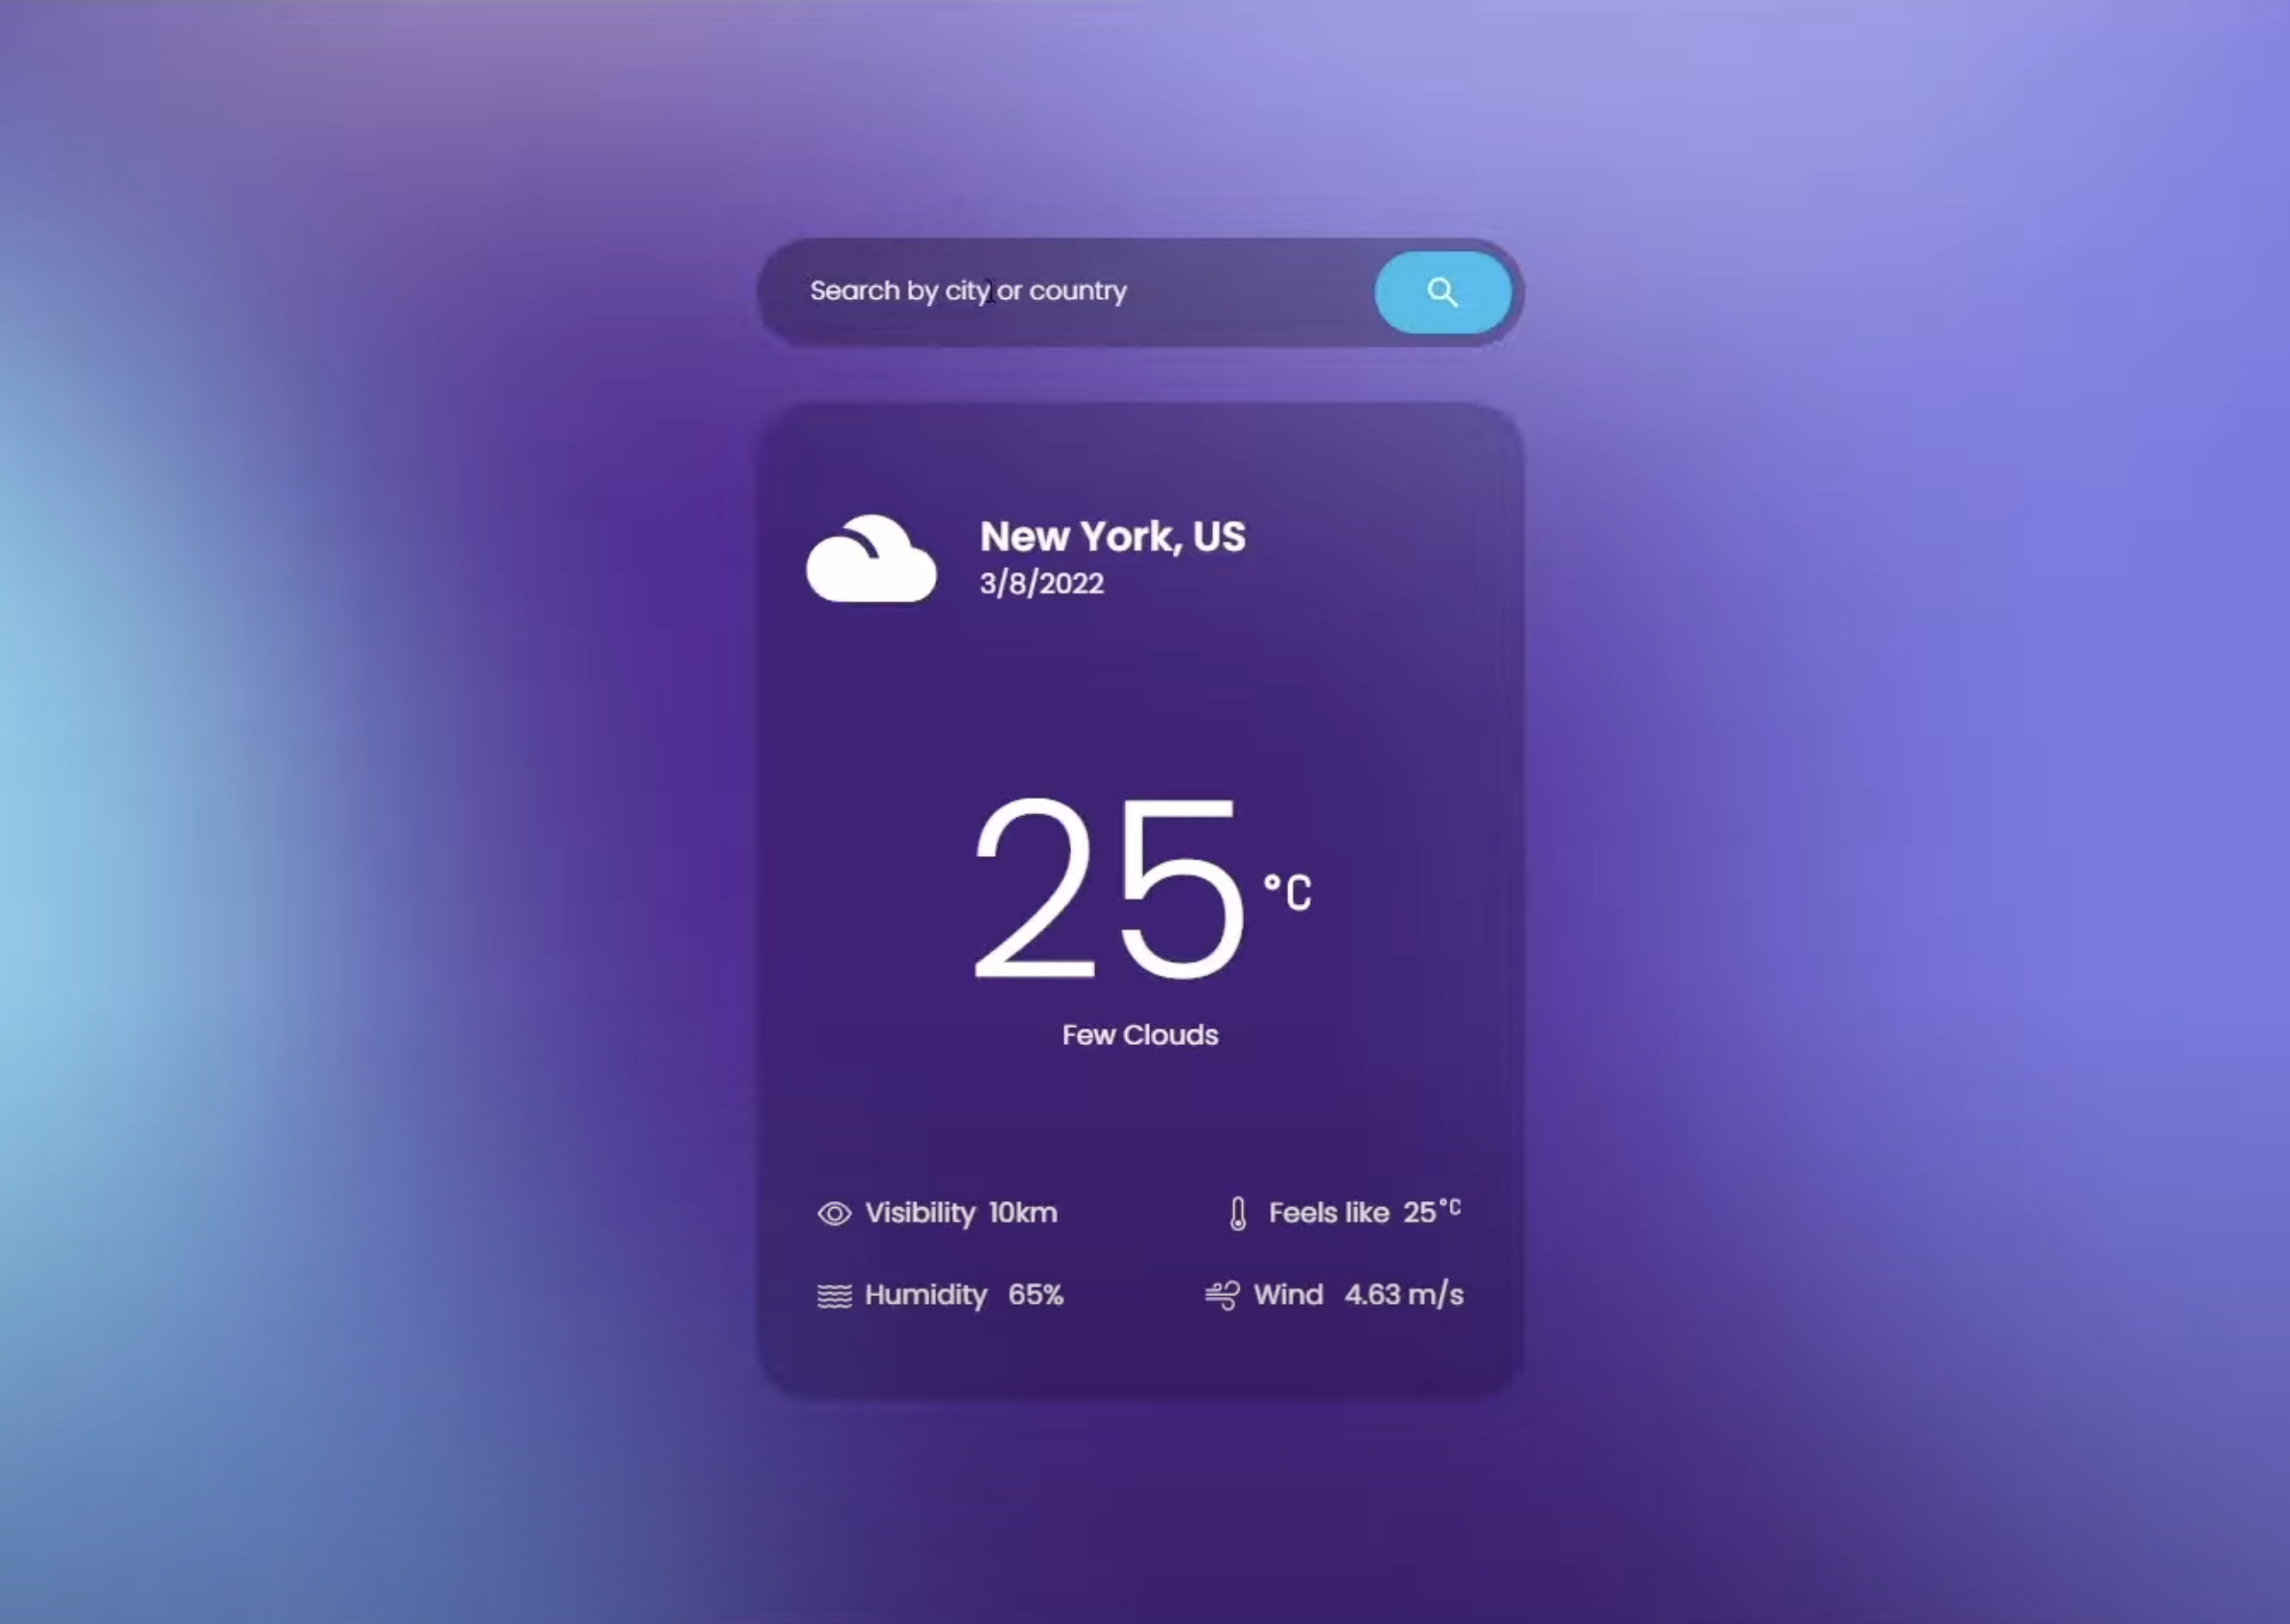 Search by city or country
New York, US
3/8/2022
25 °C
Few Clouds
Visibility 10km
Feels like 25°C
Humidity 65%
Wind 4.63 m/s